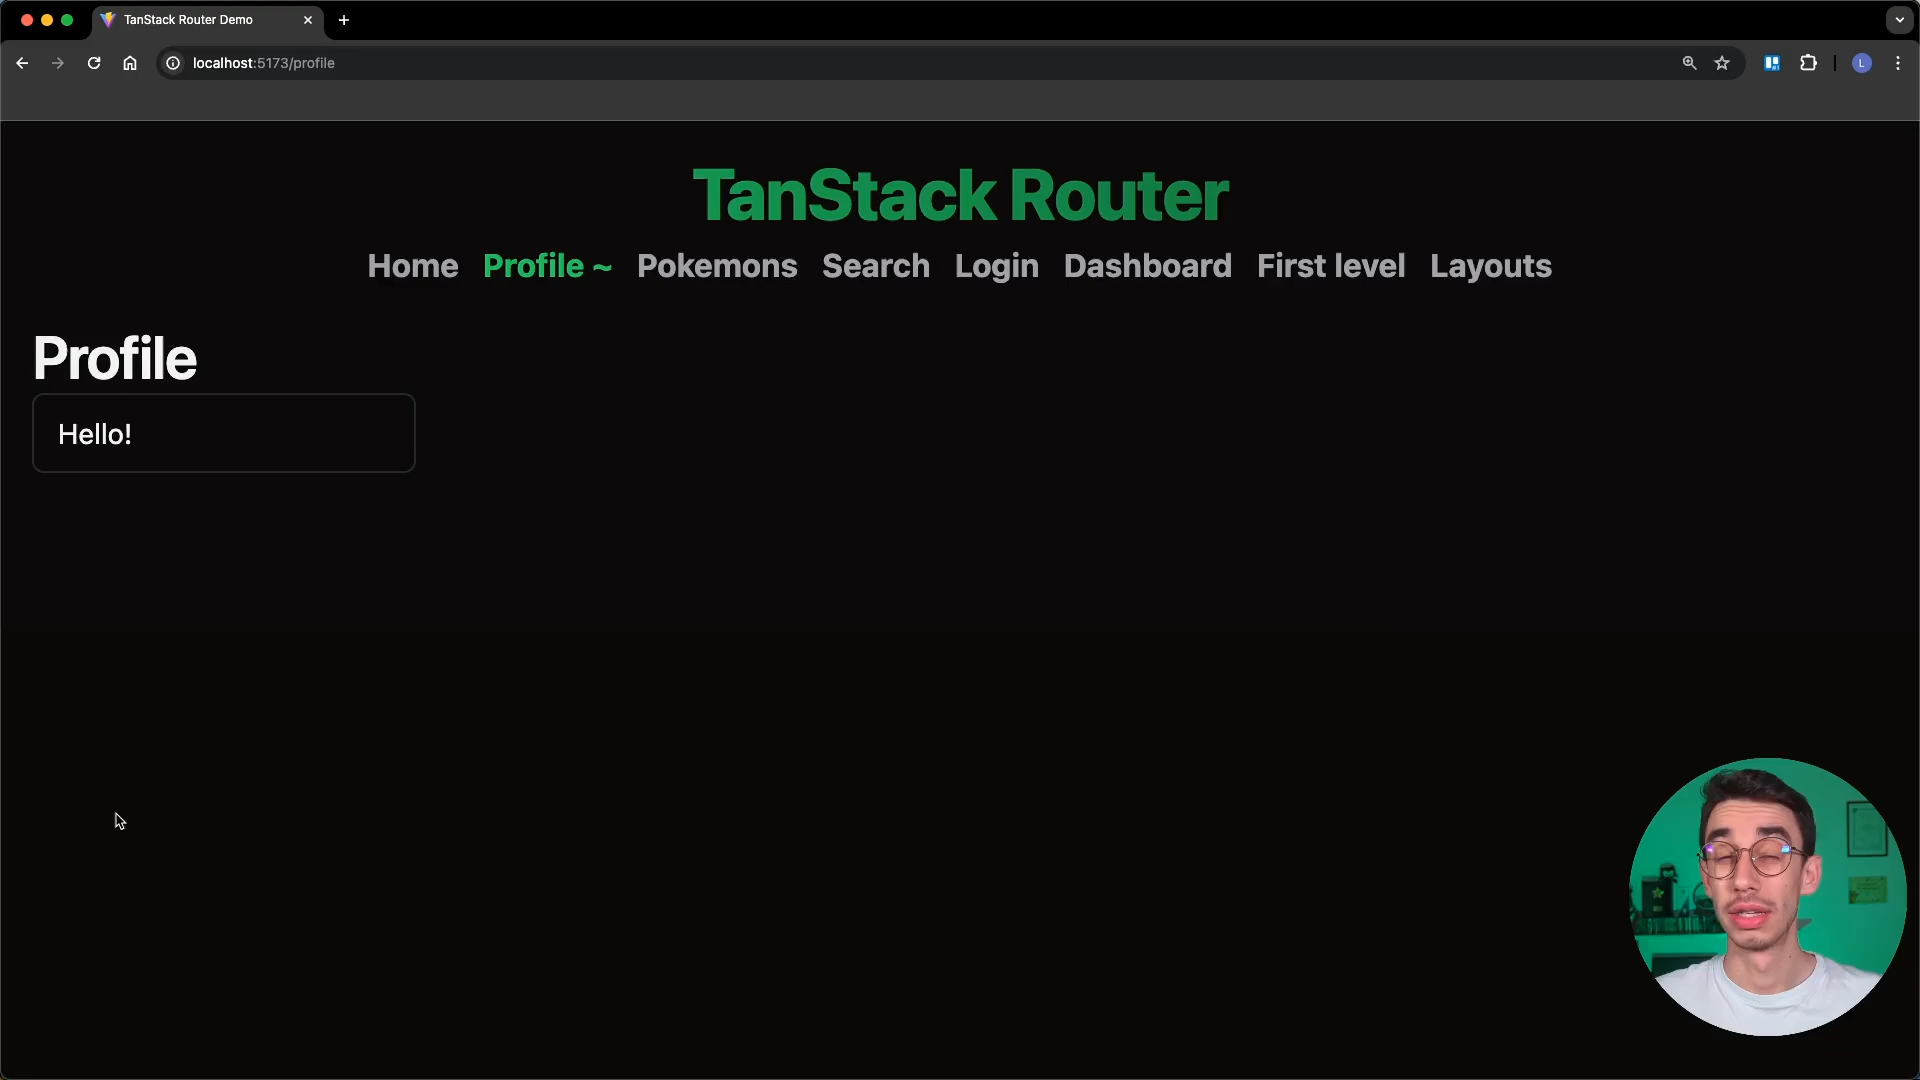 TanStack Router Demo
localhost:5173/profile
L
TanStack Router
Home Profile ~ Pokemons Search Login Dashboard First level Layouts
Profile
Hello!